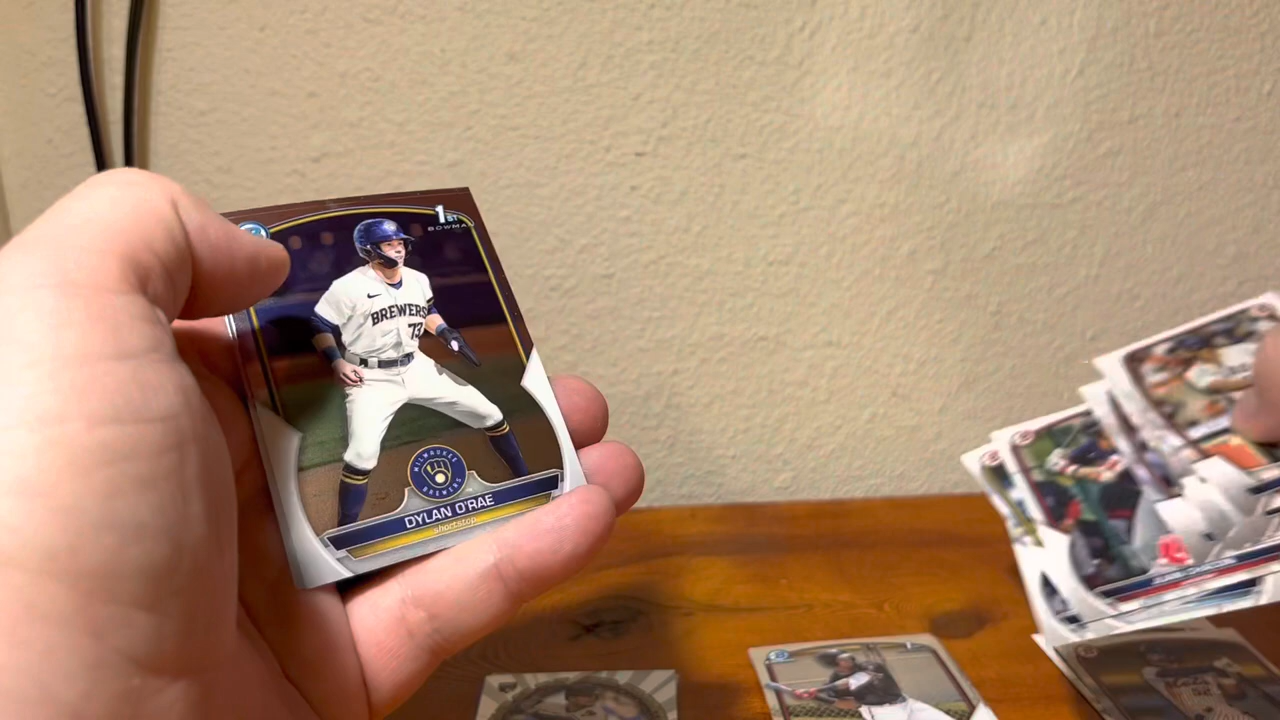 1ST
BOWMAN
BREWERS
73
MILWAUKEE
BREWERS
DYLAN O'RAE
shortstop